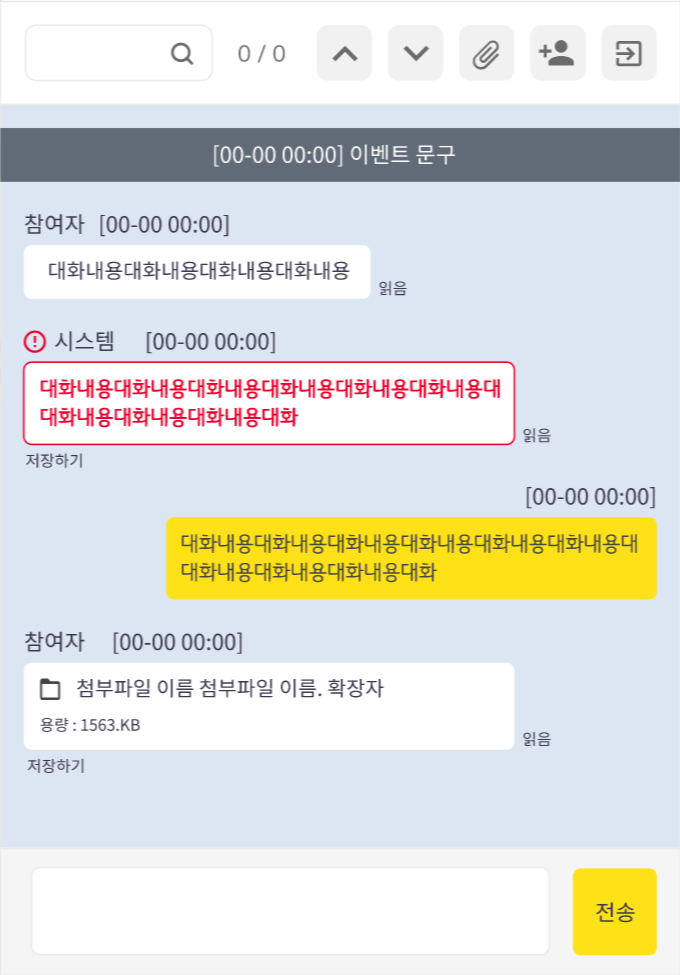 0 / 0
[00-00 00:00] 이벤트 문구
참여자 [00-00 00:00]
대화내용대화내용대화내용대화내용
읽음
시스템 [00-00 00:00]
대화내용대화내용대화내용대화내용대화내용대화내용대
대화내용대화내용대화내용대화
읽음
저장하기
[00-00 00:00]
대화내용대화내용대화내용대화내용대화내용대화내용대
대화내용대화내용대화내용대화
참여자 [00-00 00:00]
첨부파일 이름 첨부파일 이름. 확장자
용량 : 1563.KB
읽음
저장하기
전송